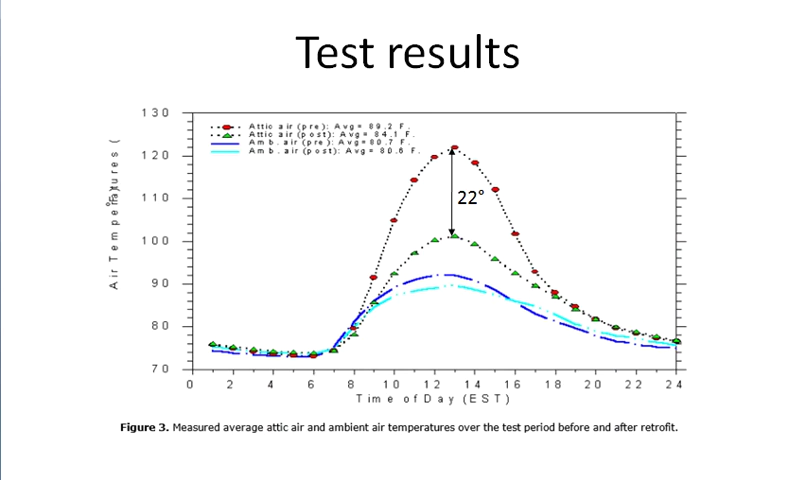 Test results
130
120
110
100
90
80
70
Air Temperatures (
°F)
Attic air (pre): Avg= 89.2 F.
Attic air (post): Avg= 84.1 F.
Amb. air (pre): Avg= 80.7 F.
Amb. air (post): Avg= 80.6 F.
22°
0 2 4 6 8 10 12 14 16 18 20 22 24
Time of Day (EST)
Figure 3. Measured average attic air and ambient air temperatures over the test period before and after retrofit.